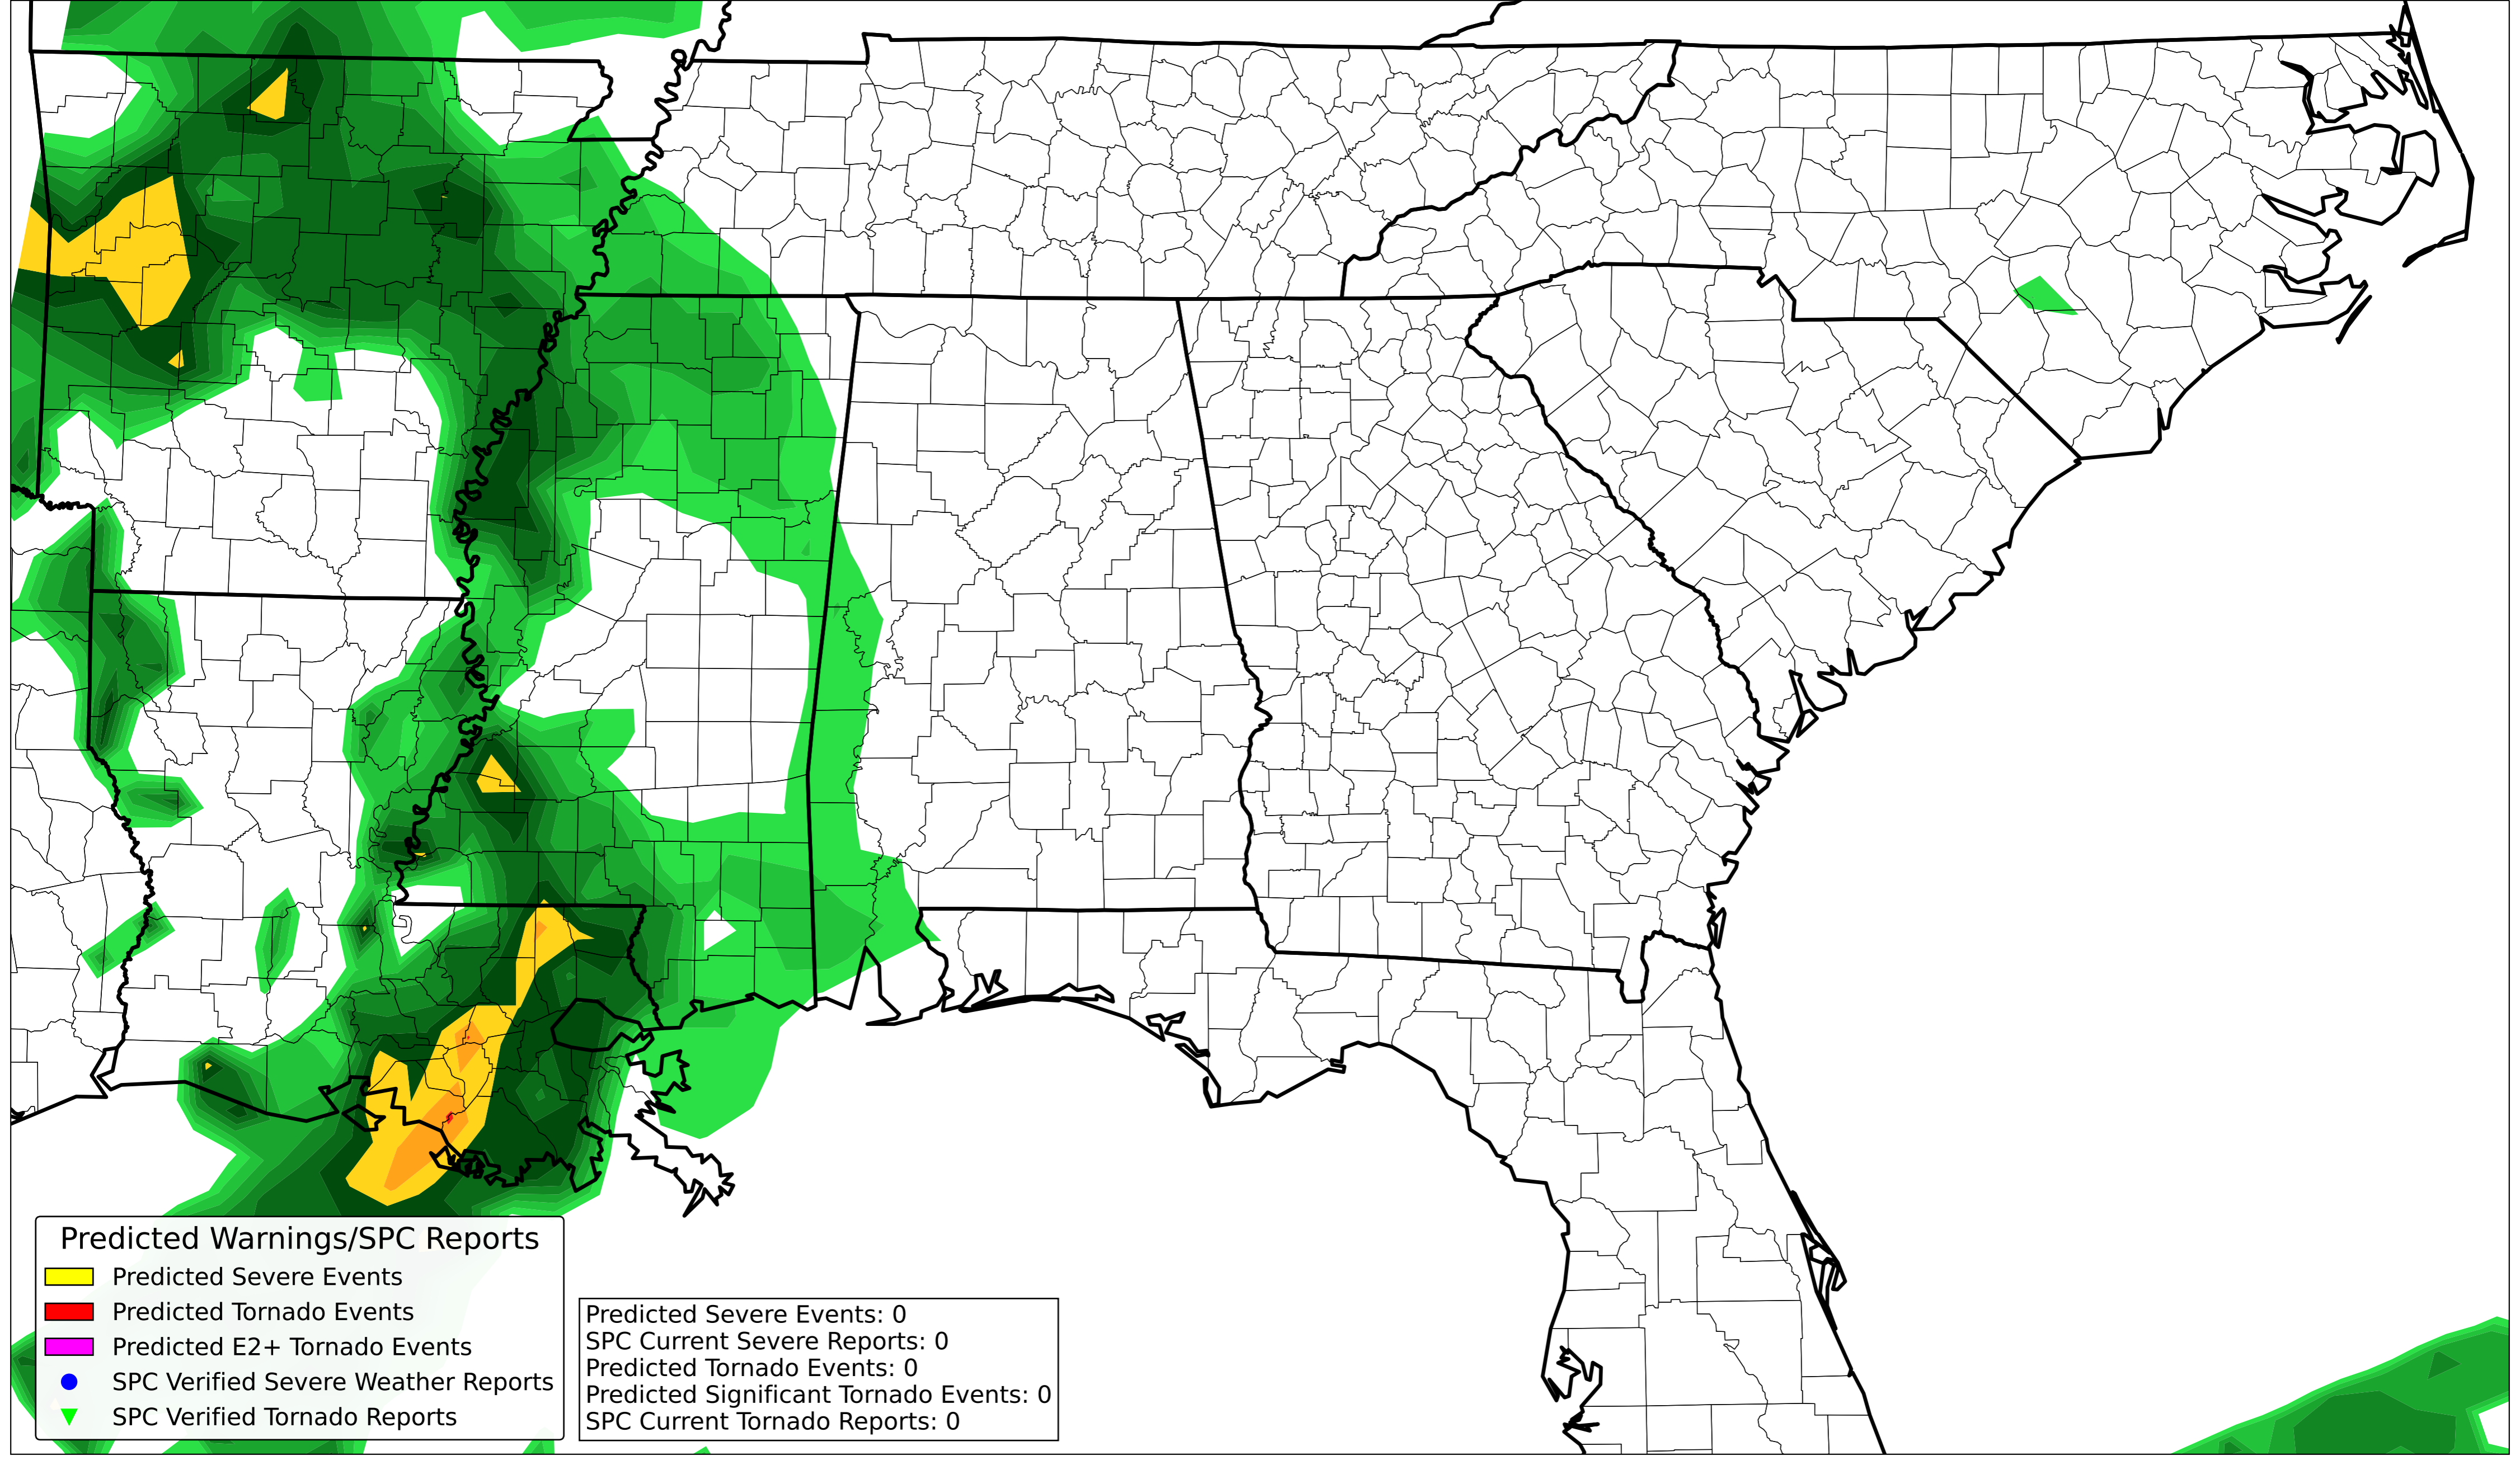 Predicted Warnings/SPC Reports
Predicted Severe Events
Predicted Tornado Events
Predicted E2+ Tornado Events
SPC Verified Severe Weather Reports
SPC Verified Tornado Reports
Predicted Severe Events: 0
SPC Current Severe Reports: 0
Predicted Tornado Events: 0
Predicted Significant Tornado Events: 0
SPC Current Tornado Reports: 0